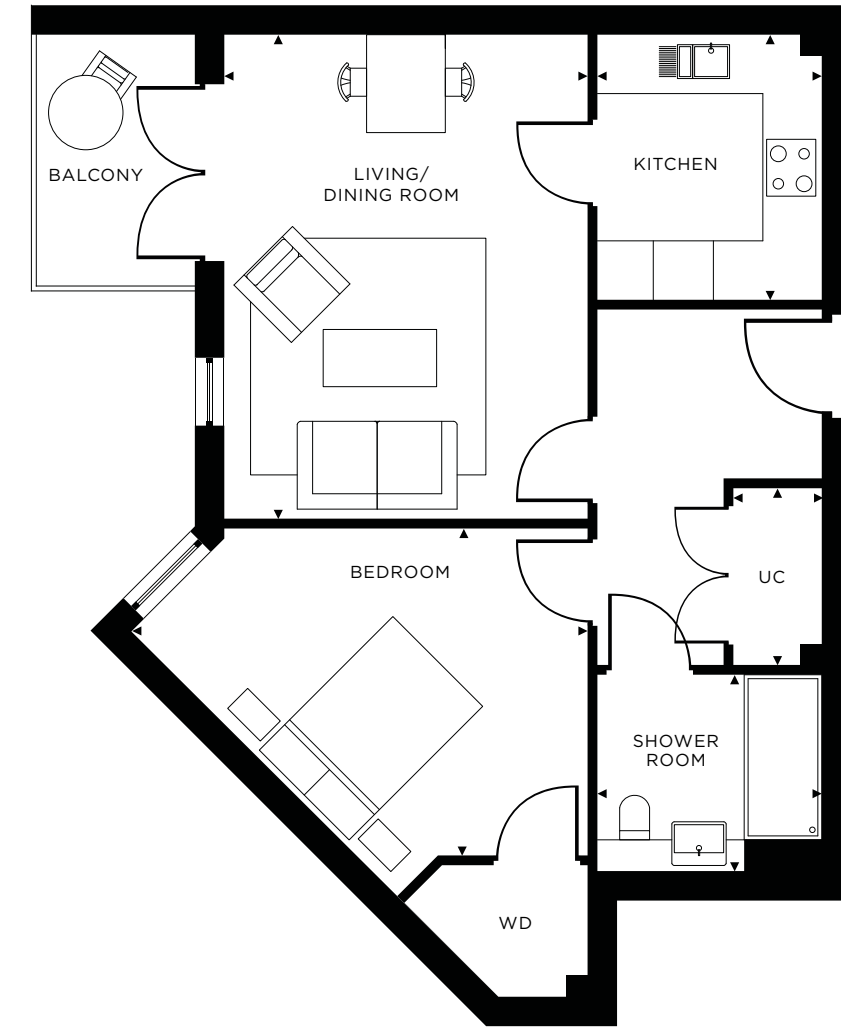 BALCONY
LIVING/
DINING ROOM
KITCHEN
BEDROOM
UC
SHOWER
ROOM
WD